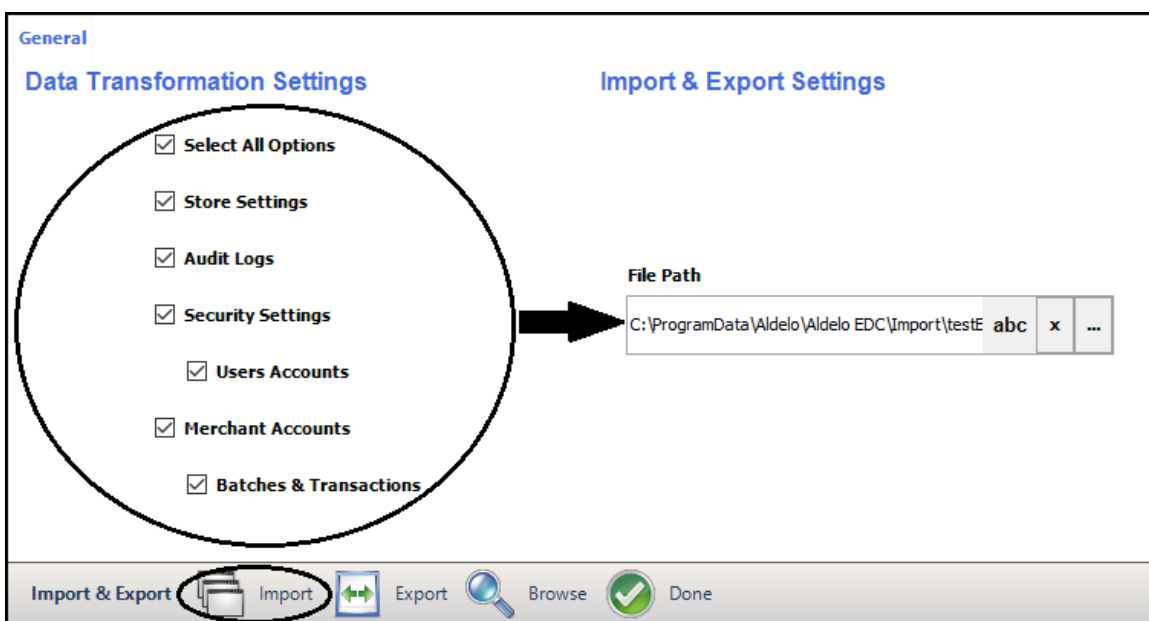 General
Data Transformation Settings
Import & Export Settings
Select All Options
Store Settings
Audit Logs
Security Settings
Users Accounts
Merchant Accounts
Batches & Transactions
File Path
C:\ProgramData\Aldelo\Aldelo EDC\Import\testE abc x ...
Import & Export Import Export Browse Done